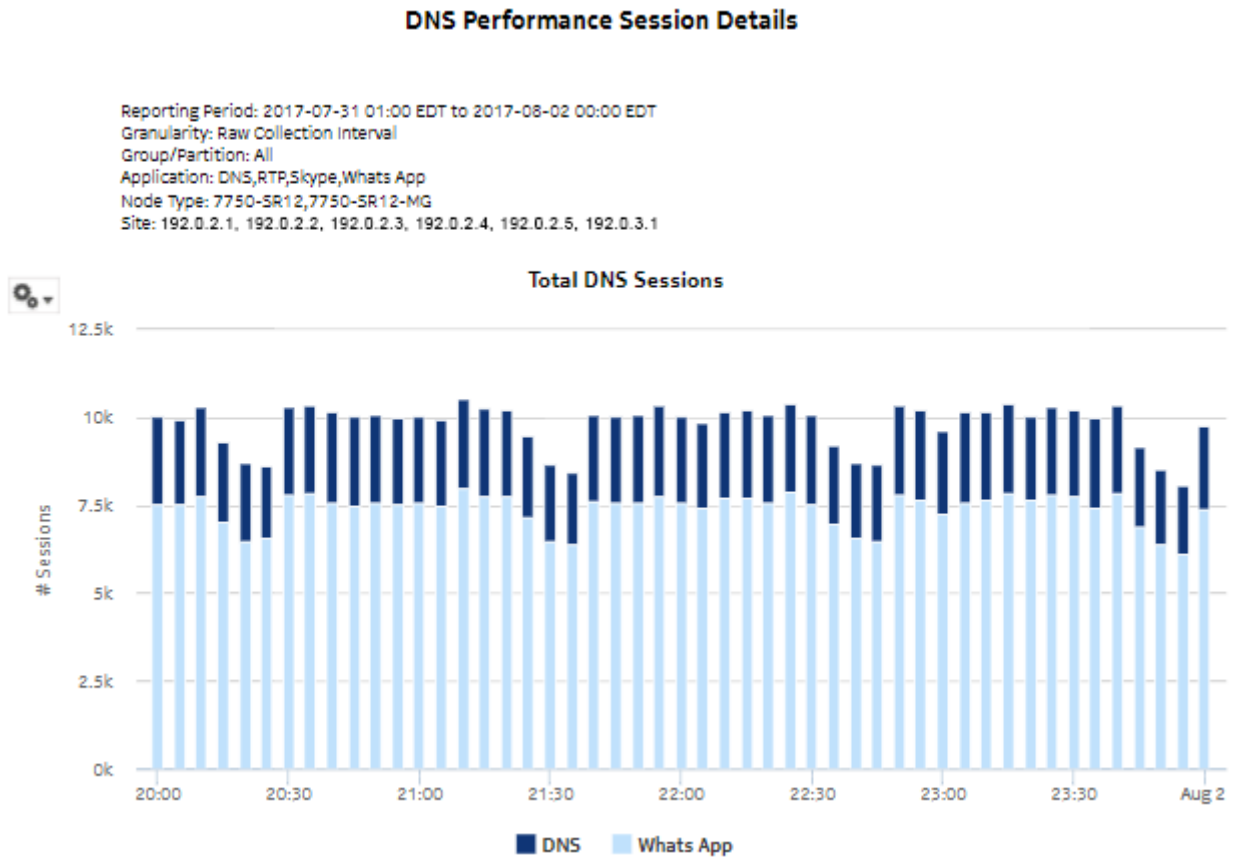 DNS Performance Session Details
Reporting Period: 2017-07-31 01:00 EDT to 2017-08-02 00:00 EDT
Granularity: Raw Collection Interval
Group/Partition: All
Application: DNS,RTP,Skype,Whats App
Node Type: 7750-SR12,7750-SR12-MG
Site: 192.0.2.1, 192.0.2.2, 192.0.2.3, 192.0.2.4, 192.0.2.5, 192.0.3.1
Total DNS Sessions
12.5k
10k
7.5k
5k
2.5k
0k
# Sessions
20:00 20:30 21:00 21:30 22:00 22:30 23:00 23:30 Aug 2
DNS Whats App